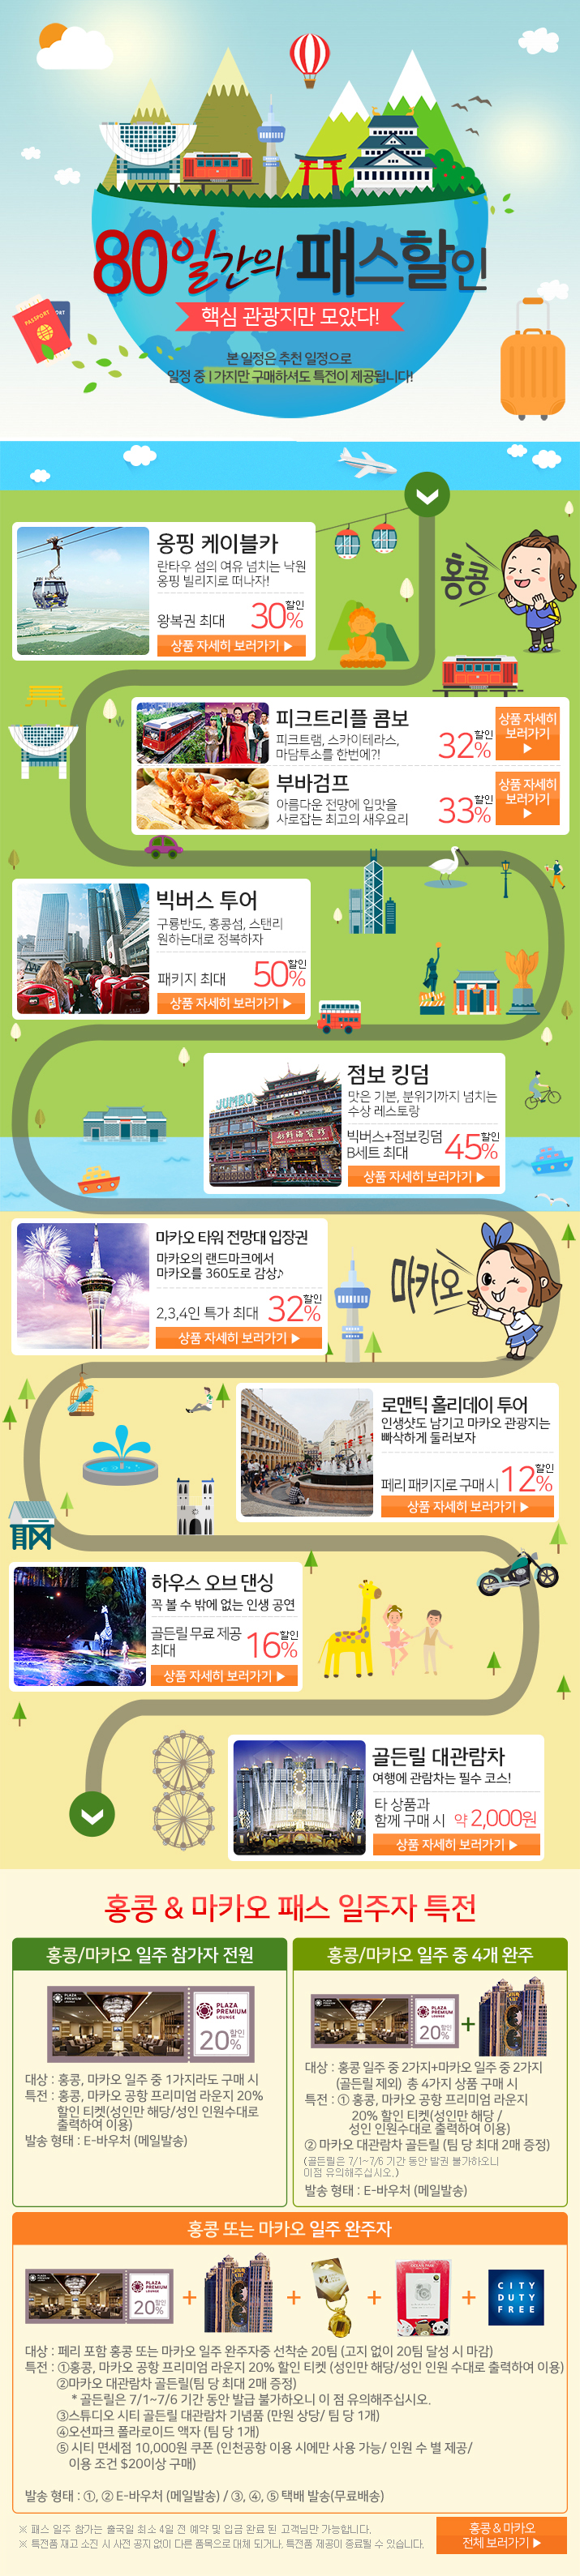 80일간의 패스할인
핵심 관광지만 모았다!
본 일정은 추천 일정으로
일정 중 1가지만 구매하셔도 특전이 제공됩니다!
PASSPORT
홍콩
옹핑 케이블카
란타우 섬의 여유 넘치는 낙원
옹핑 빌리지로 떠나자!
왕복권 최대 30% 할인
상품 자세히 보러가기 ▶
피크트리플 콤보
피크트램, 스카이테라스,
마담투소를 한번에?!
32% 할인
상품 자세히
보러가기
▶
부바검프
아름다운 전망에 입맛을
사로잡는 최고의 새우요리
33% 할인
상품 자세히
보러가기
▶
빅버스 투어
구룡반도, 홍콩섬, 스탠리
원하는대로 정복하자
패키지 최대 50% 할인
상품 자세히 보러가기 ▶
JUMBO
점보 킹덤
맛은 기본, 분위기까지 넘치는
수상 레스토랑
빅버스+점보킹덤
B세트 최대 45% 할인
상품 자세히 보러가기 ▶
마카오
마카오 타워 전망대 입장권
마카오의 랜드마크에서
마카오를 360도로 감상♪
2,3,4인 특가 최대 32% 할인
상품 자세히 보러가기 ▶
로맨틱 홀리데이 투어
인생샷도 남기고 마카오 관광지는
빠삭하게 둘러보자
페리 패키지로 구매 시 12% 할인
상품 자세히 보러가기 ▶
하우스 오브 댄싱
꼭 볼 수 밖에 없는 인생 공연
골든릴 무료 제공
최대 16% 할인
상품 자세히 보러가기 ▶
골든릴 대관람차
여행에 관람차는 필수 코스!
타 상품과
함께 구매 시 약 2,000원
상품 자세히 보러가기 ▶
홍콩 & 마카오 패스 일주자 특전
홍콩/마카오 일주 참가자 전원
PLAZA PREMIUM LOUNGE
20% 할인
대상 : 홍콩, 마카오 일주 중 1가지라도 구매 시
특전 : 홍콩, 마카오 공항 프리미엄 라운지 20%
할인 티켓(성인만 해당/성인 인원수대로
출력하여 이용)
발송 형태 : E-바우처 (메일발송)
홍콩/마카오 일주 중 4개 완주
PLAZA PREMIUM LOUNGE
20% 할인
+
대상 : 홍콩 일주 중 2가지+마카오 일주 중 2가지
(골든릴 제외) 총 4가지 상품 구매 시
특전 : ① 홍콩, 마카오 공항 프리미엄 라운지
20% 할인 티켓(성인만 해당 /
성인 인원수대로 출력하여 이용)
② 마카오 대관람차 골든릴 (팀 당 최대 2매 증정)
(골든릴은 7/1~7/6 기간 동안 발권 불가하오니
이점 유의해주십시오.)
발송 형태 : E-바우처 (메일발송)
홍콩 또는 마카오 일주 완주자
PLAZA PREMIUM LOUNGE
20% 할인
+ + + +
CITY
DUTY
FREE
대상 : 페리 포함 홍콩 또는 마카오 일주 완주자중 선착순 20팀 (고지 없이 20팀 달성 시 마감)
특전 : ①홍콩, 마카오 공항 프리미엄 라운지 20% 할인 티켓 (성인만 해당/성인 인원 수대로 출력하여 이용)
②마카오 대관람차 골든릴(팀 당 최대 2매 증정)
* 골든릴은 7/1~7/6 기간 동안 발급 불가하오니 이 점 유의해주십시오.
③스튜디오 시티 골든릴 대관람차 기념품 (만원 상당/ 팀 당 1개)
④오션파크 폴라로이드 액자 (팀 당 1개)
⑤ 시티 면세점 10,000원 쿠폰 (인천공항 이용 시에만 사용 가능/ 인원 수 별 제공/
이용 조건 $20이상 구매)
발송 형태 : ①, ② E-바우처 (메일발송) / ③, ④, ⑤ 택배 발송(무료배송)
※ 패스 일주 참가는 출국일 최소 4일 전 예약 및 입금 완료 된 고객님만 가능합니다.
※ 특전품 재고 소진 시 사전 공지 없이 다른 품목으로 대체 되거나, 특전품 제공이 종료될 수 있습니다.
홍콩 & 마카오
전체 보러가기 ▶